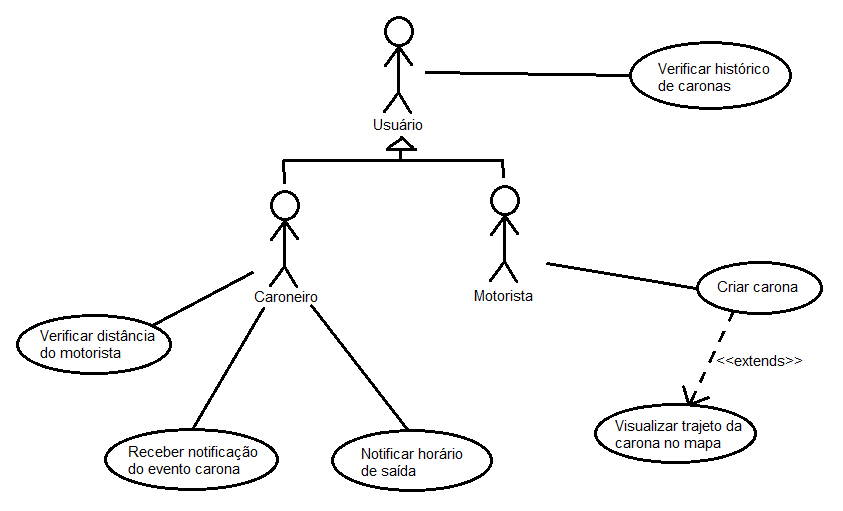 Verificar histórico
de caronas
Usuário
Caroneiro
Motorista
Criar carona
Verificar distância
do motorista
<<extends>>
Visualizar trajeto da
carona no mapa
Receber notificação
do evento carona
Notificar horário
de saída